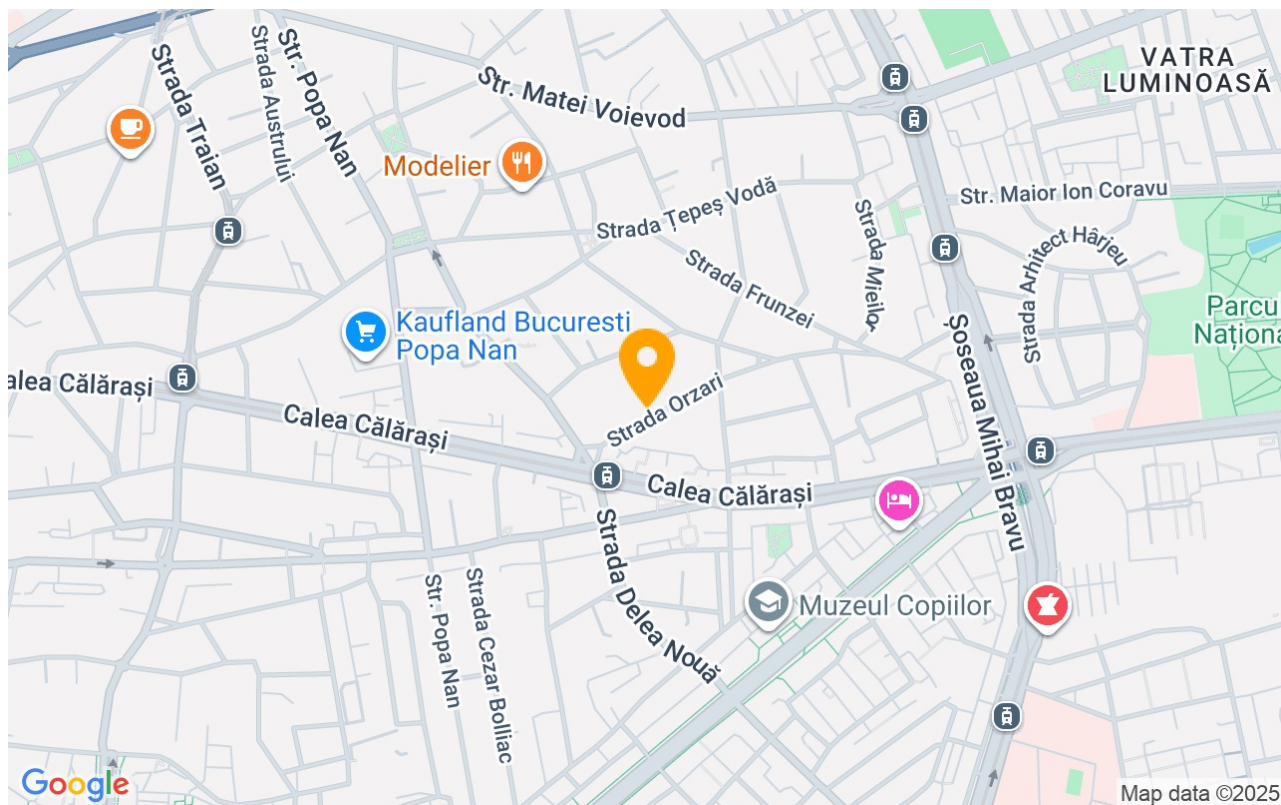 VATRA
LUMINOASĂ
Strada Traian
Strada Austrului
Str. Popa Nan
Str. Matei Voievod
Modelier
Strada Țepeș Vodă
Str. Maior Ion Coravu
Strada Mieilor
Strada Arhitect Hârjeu
Strada Frunzei
Kaufland Bucuresti
Popa Nan
Șoseaua Mihai Bravu
Parcu
Naționa
alea Călărași
Calea Călărași
Strada Orzari
Calea Călărași
Strada Delea Nouă
Str. Popa Nan
Strada Cezar Bolliac
Muzeul Copiilor
Google
Map data ©2025